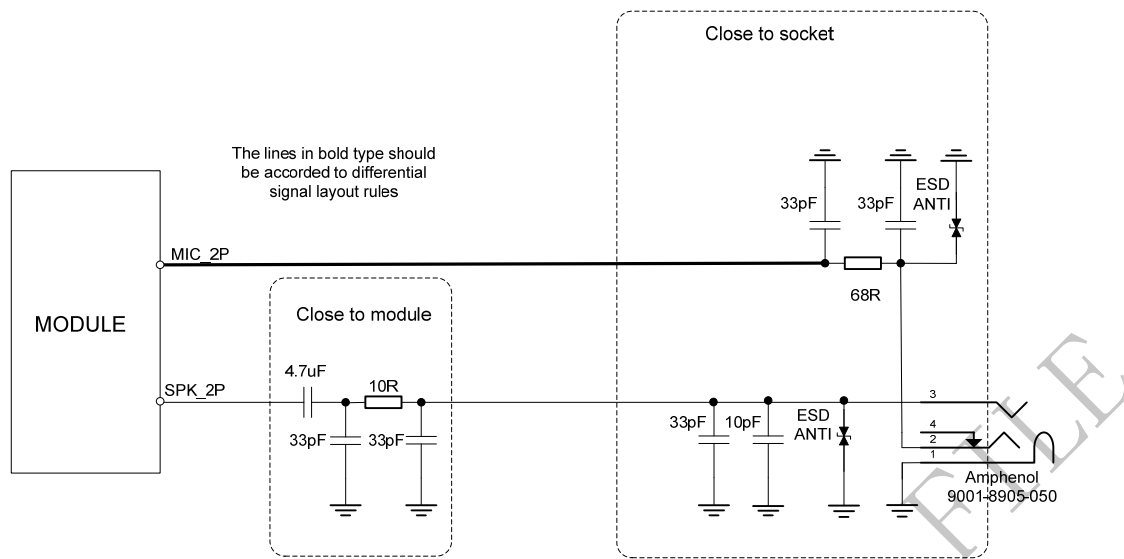 Close to socket
The lines in bold type should
be accorded to differential
signal layout rules
33pF
33pF
ESD
ANTI
MIC_2P
68R
MODULE
Close to module
SPK_2P
4.7uF
10R
33pF
33pF
33pF
10pF
ESD
ANTI
3
4
2
1
Amphenol
9001-8905-050
FILE